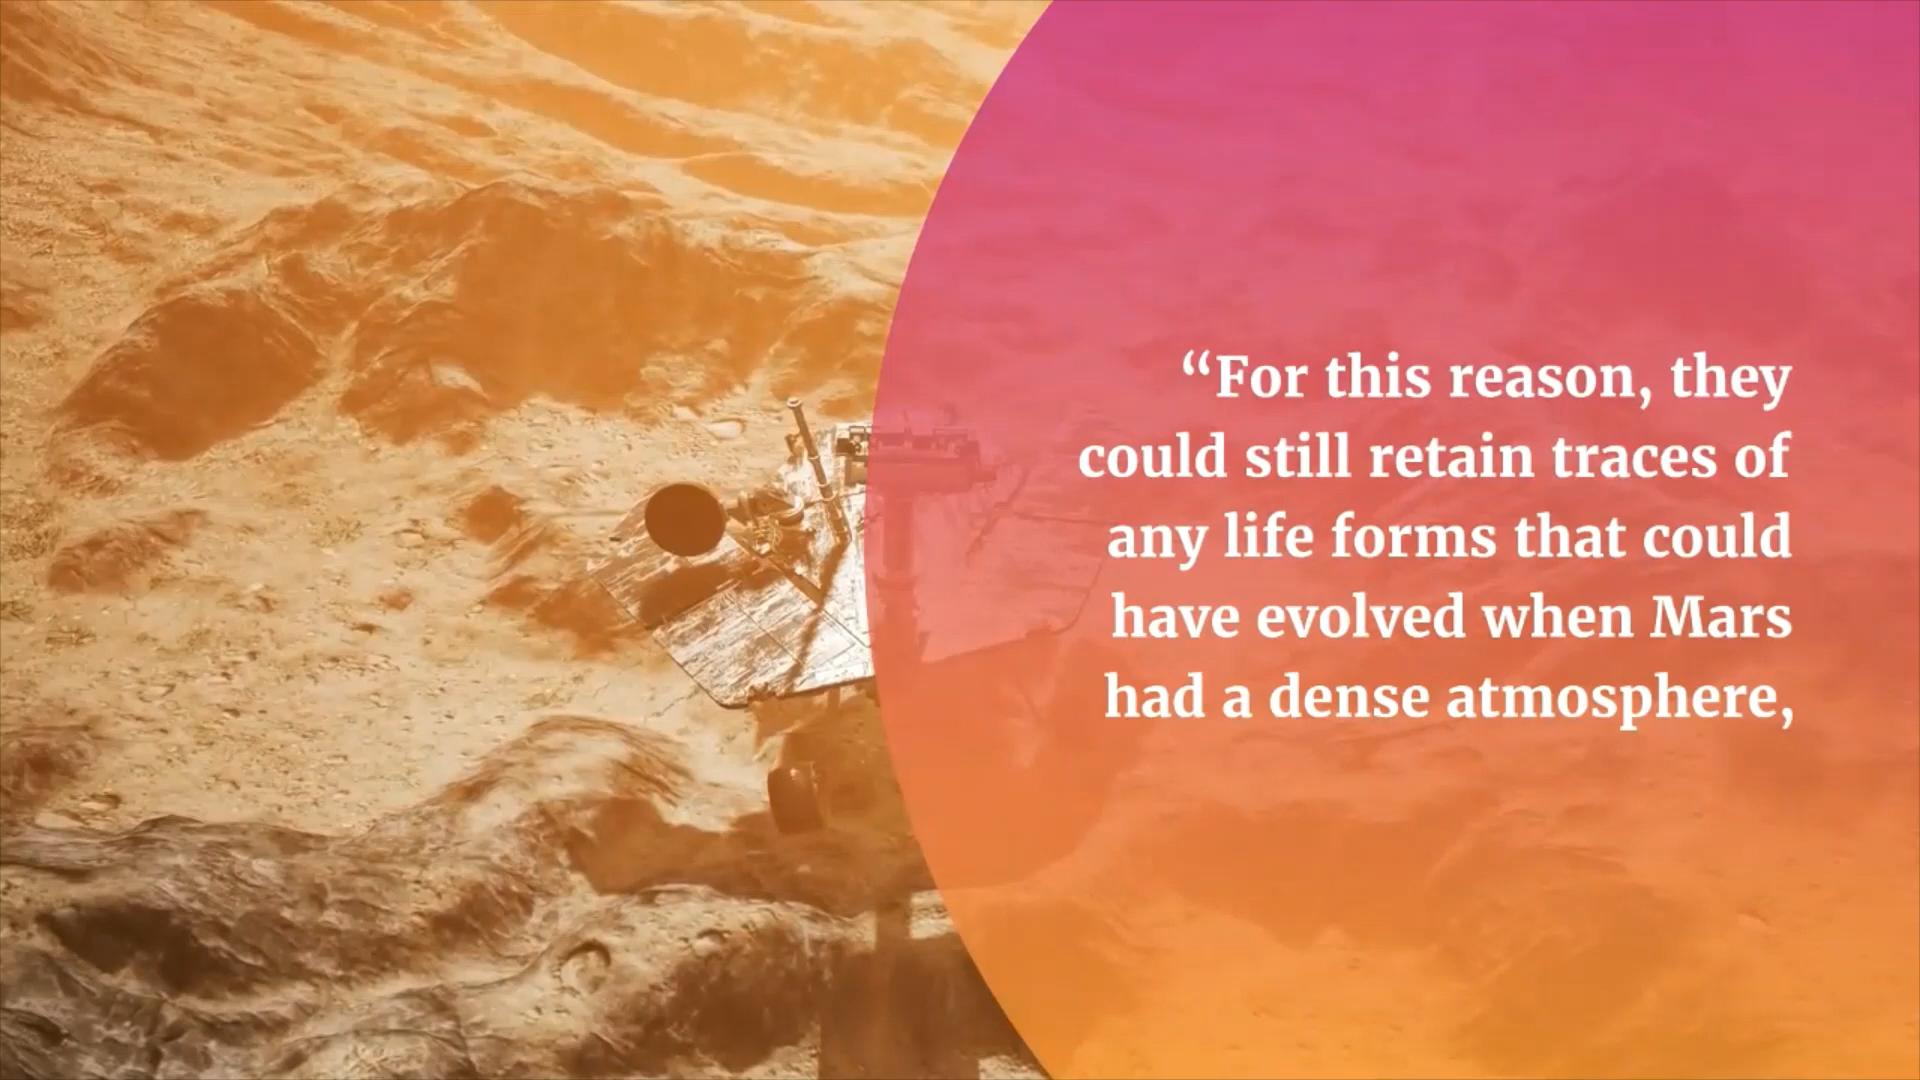 “For this reason, they
could still retain traces of
any life forms that could
have evolved when Mars
had a dense atmosphere,